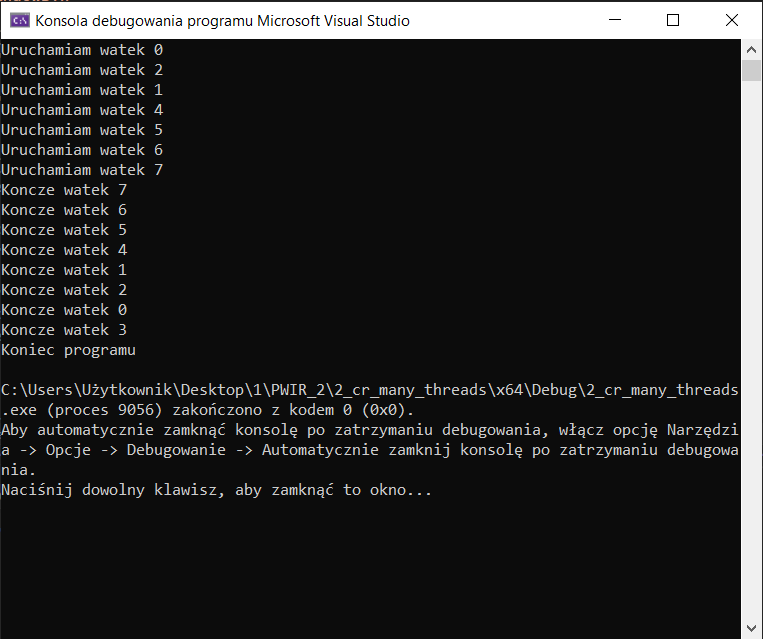 Konsola debugowania programu Microsoft Visual Studio
Uruchamiam watek 0
Uruchamiam watek 2
Uruchamiam watek 1
Uruchamiam watek 4
Uruchamiam watek 5
Uruchamiam watek 6
Uruchamiam watek 7
Koncze watek 7
Koncze watek 6
Koncze watek 5
Koncze watek 4
Koncze watek 1
Koncze watek 2
Koncze watek 0
Koncze watek 3
Koniec programu
C:\Users\Użytkownik\Desktop\1\PWIR_2\2_cr_many_threads\x64\Debug\2_cr_many_threads
.exe (proces 9056) zakończono z kodem 0 (0x0).
Aby automatycznie zamknąć konsolę po zatrzymaniu debugowania, włącz opcję Narzędzi
a -> Opcje -> Debugowanie -> Automatycznie zamknij konsolę po zatrzymaniu debugowa
nia.
Naciśnij dowolny klawisz, aby zamknąć to okno...